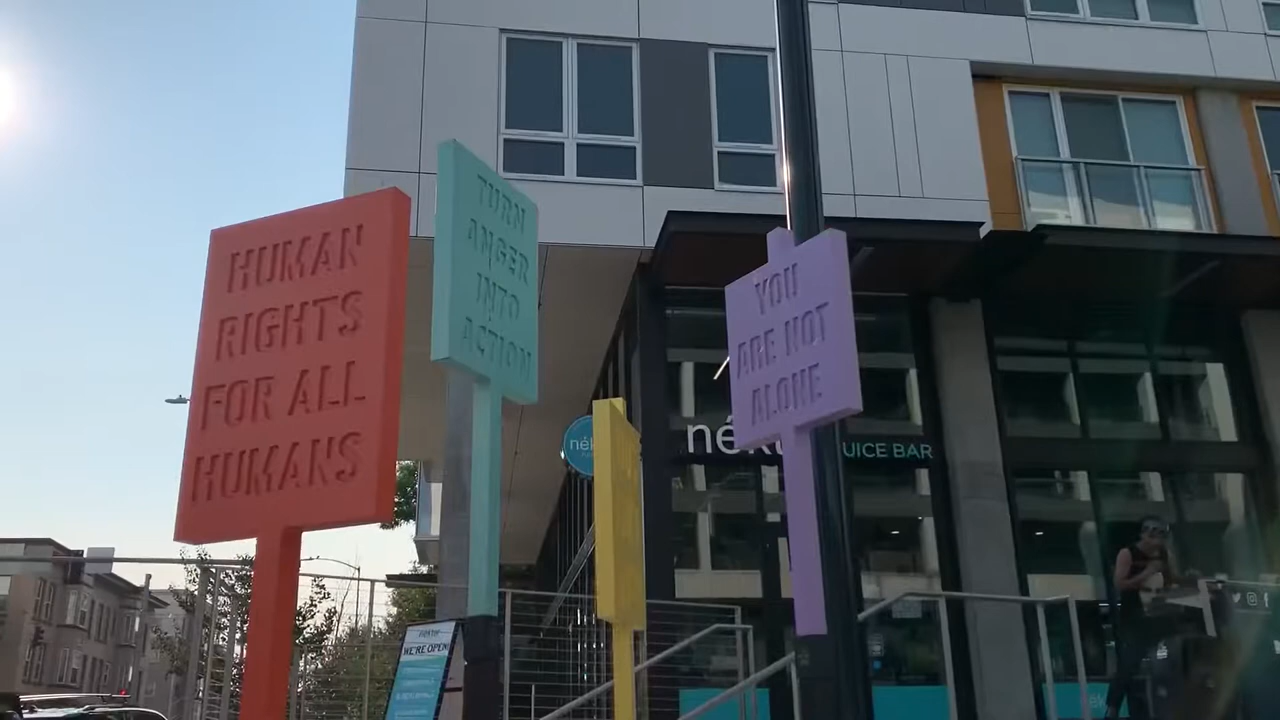 HUMAN
RIGHTS
FOR ALL
HUMANS
TURN
ANGER
INTO
ACTION
YOU
ARE NOT
ALONE
UICE BAR
WE'RE OPEN